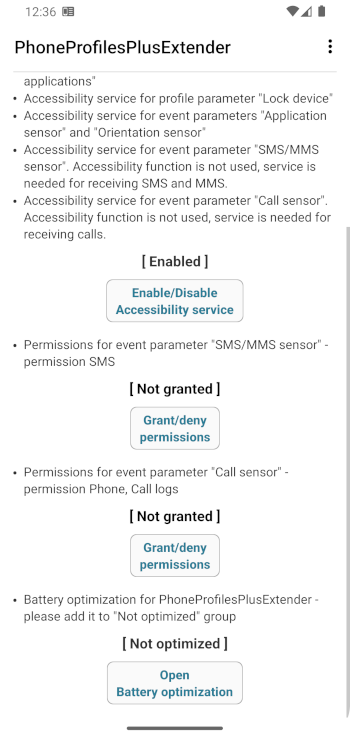 12:36
PhoneProfilesPlusExtender
applications"
• Accessibility service for profile parameter "Lock device"
• Accessibility service for event parameters "Application
sensor" and "Orientation sensor"
• Accessibility service for event parameter "SMS/MMS
sensor". Accessibility function is not used, service is
needed for receiving SMS and MMS.
• Accessibility service for event parameter "Call sensor".
Accessibility function is not used, service is needed for
receiving calls.
[ Enabled ]
Enable/Disable
Accessibility service
• Permissions for event parameter "SMS/MMS sensor" -
permission SMS
[ Not granted ]
Grant/deny
permissions
• Permissions for event parameter "Call sensor" -
permission Phone, Call logs
[ Not granted ]
Grant/deny
permissions
• Battery optimization for PhoneProfilesPlusExtender -
please add it to "Not optimized" group
[ Not optimized ]
Open
Battery optimization